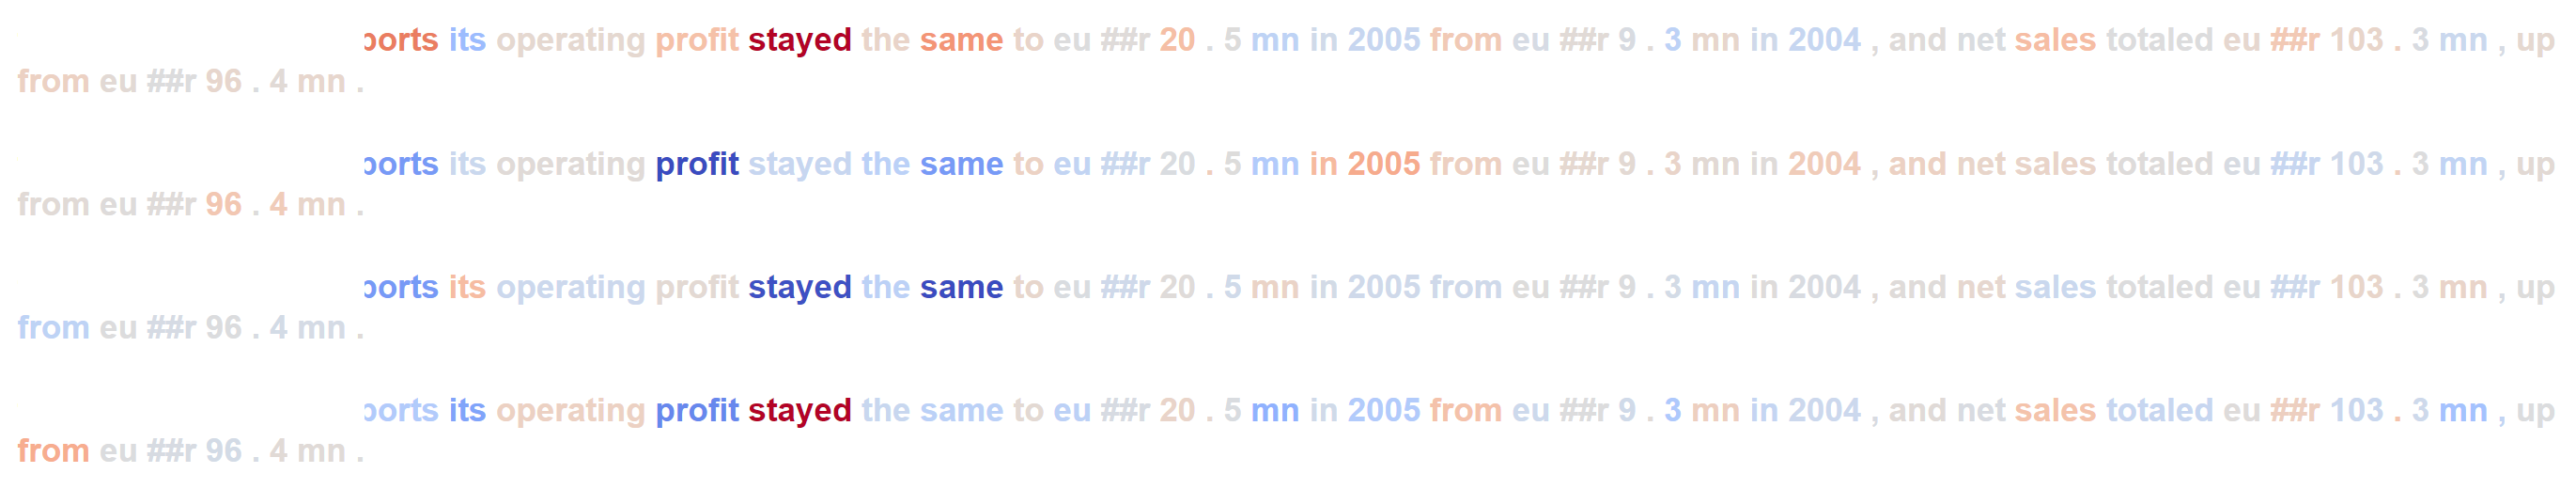 ports its operating profit stayed the same to eu ##r 20 . 5 mn in 2005 from eu ##r 9 . 3 mn in 2004 , and net sales totaled eu ##r 103 . 3 mn , up
from eu ##r 96 . 4 mn .
ports its operating profit stayed the same to eu ##r 20 . 5 mn in 2005 from eu ##r 9 . 3 mn in 2004 , and net sales totaled eu ##r 103 . 3 mn , up
from eu ##r 96 . 4 mn .
ports its operating profit stayed the same to eu ##r 20 . 5 mn in 2005 from eu ##r 9 . 3 mn in 2004 , and net sales totaled eu ##r 103 . 3 mn , up
from eu ##r 96 . 4 mn .
ports its operating profit stayed the same to eu ##r 20 . 5 mn in 2005 from eu ##r 9 . 3 mn in 2004 , and net sales totaled eu ##r 103 . 3 mn , up
from eu ##r 96 . 4 mn .